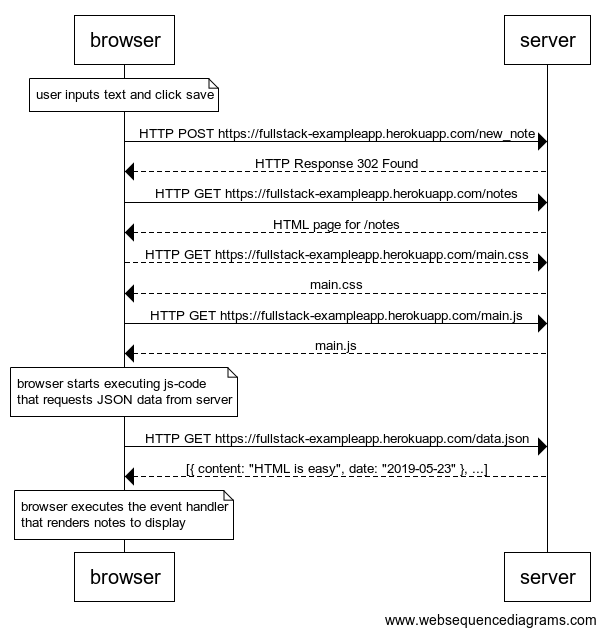 browser
server
user inputs text and click save
HTTP POST https://fullstack-exampleapp.herokuapp.com/new_note
HTTP Response 302 Found
HTTP GET https://fullstack-exampleapp.herokuapp.com/notes
HTML page for /notes
HTTP GET https://fullstack-exampleapp.herokuapp.com/main.css
main.css
HTTP GET https://fullstack-exampleapp.herokuapp.com/main.js
main.js
browser starts executing js-code
that requests JSON data from server
HTTP GET https://fullstack-exampleapp.herokuapp.com/data.json
[{ content: "HTML is easy", date: "2019-05-23" }, ...]
browser executes the event handler
that renders notes to display
browser
server
www.websequencediagrams.com